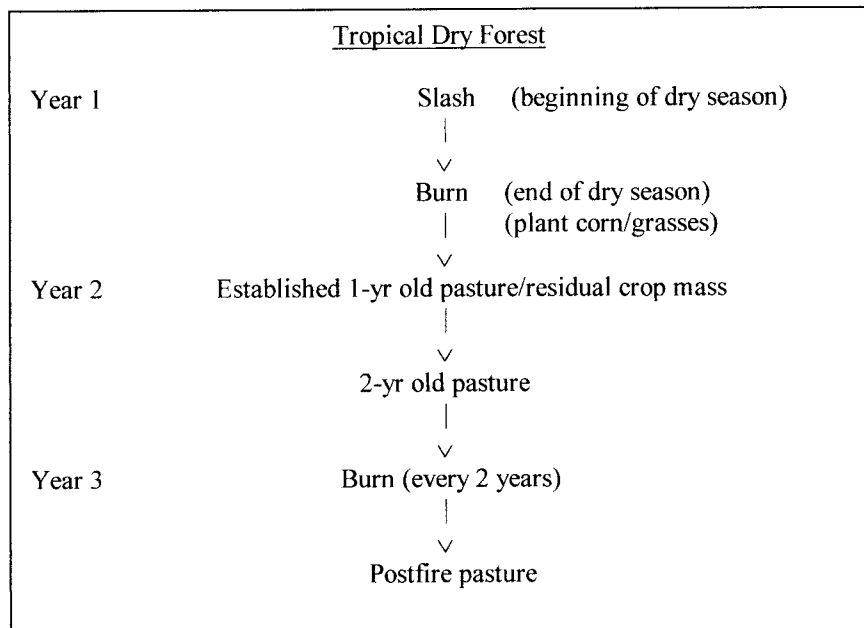 Tropical Dry Forest
Year 1 Slash (beginning of dry season)
Burn (end of dry season)
(plant corn/grasses)
Year 2 Established 1-yr old pasture/residual crop mass
2-yr old pasture
Year 3 Burn (every 2 years)
Postfire pasture